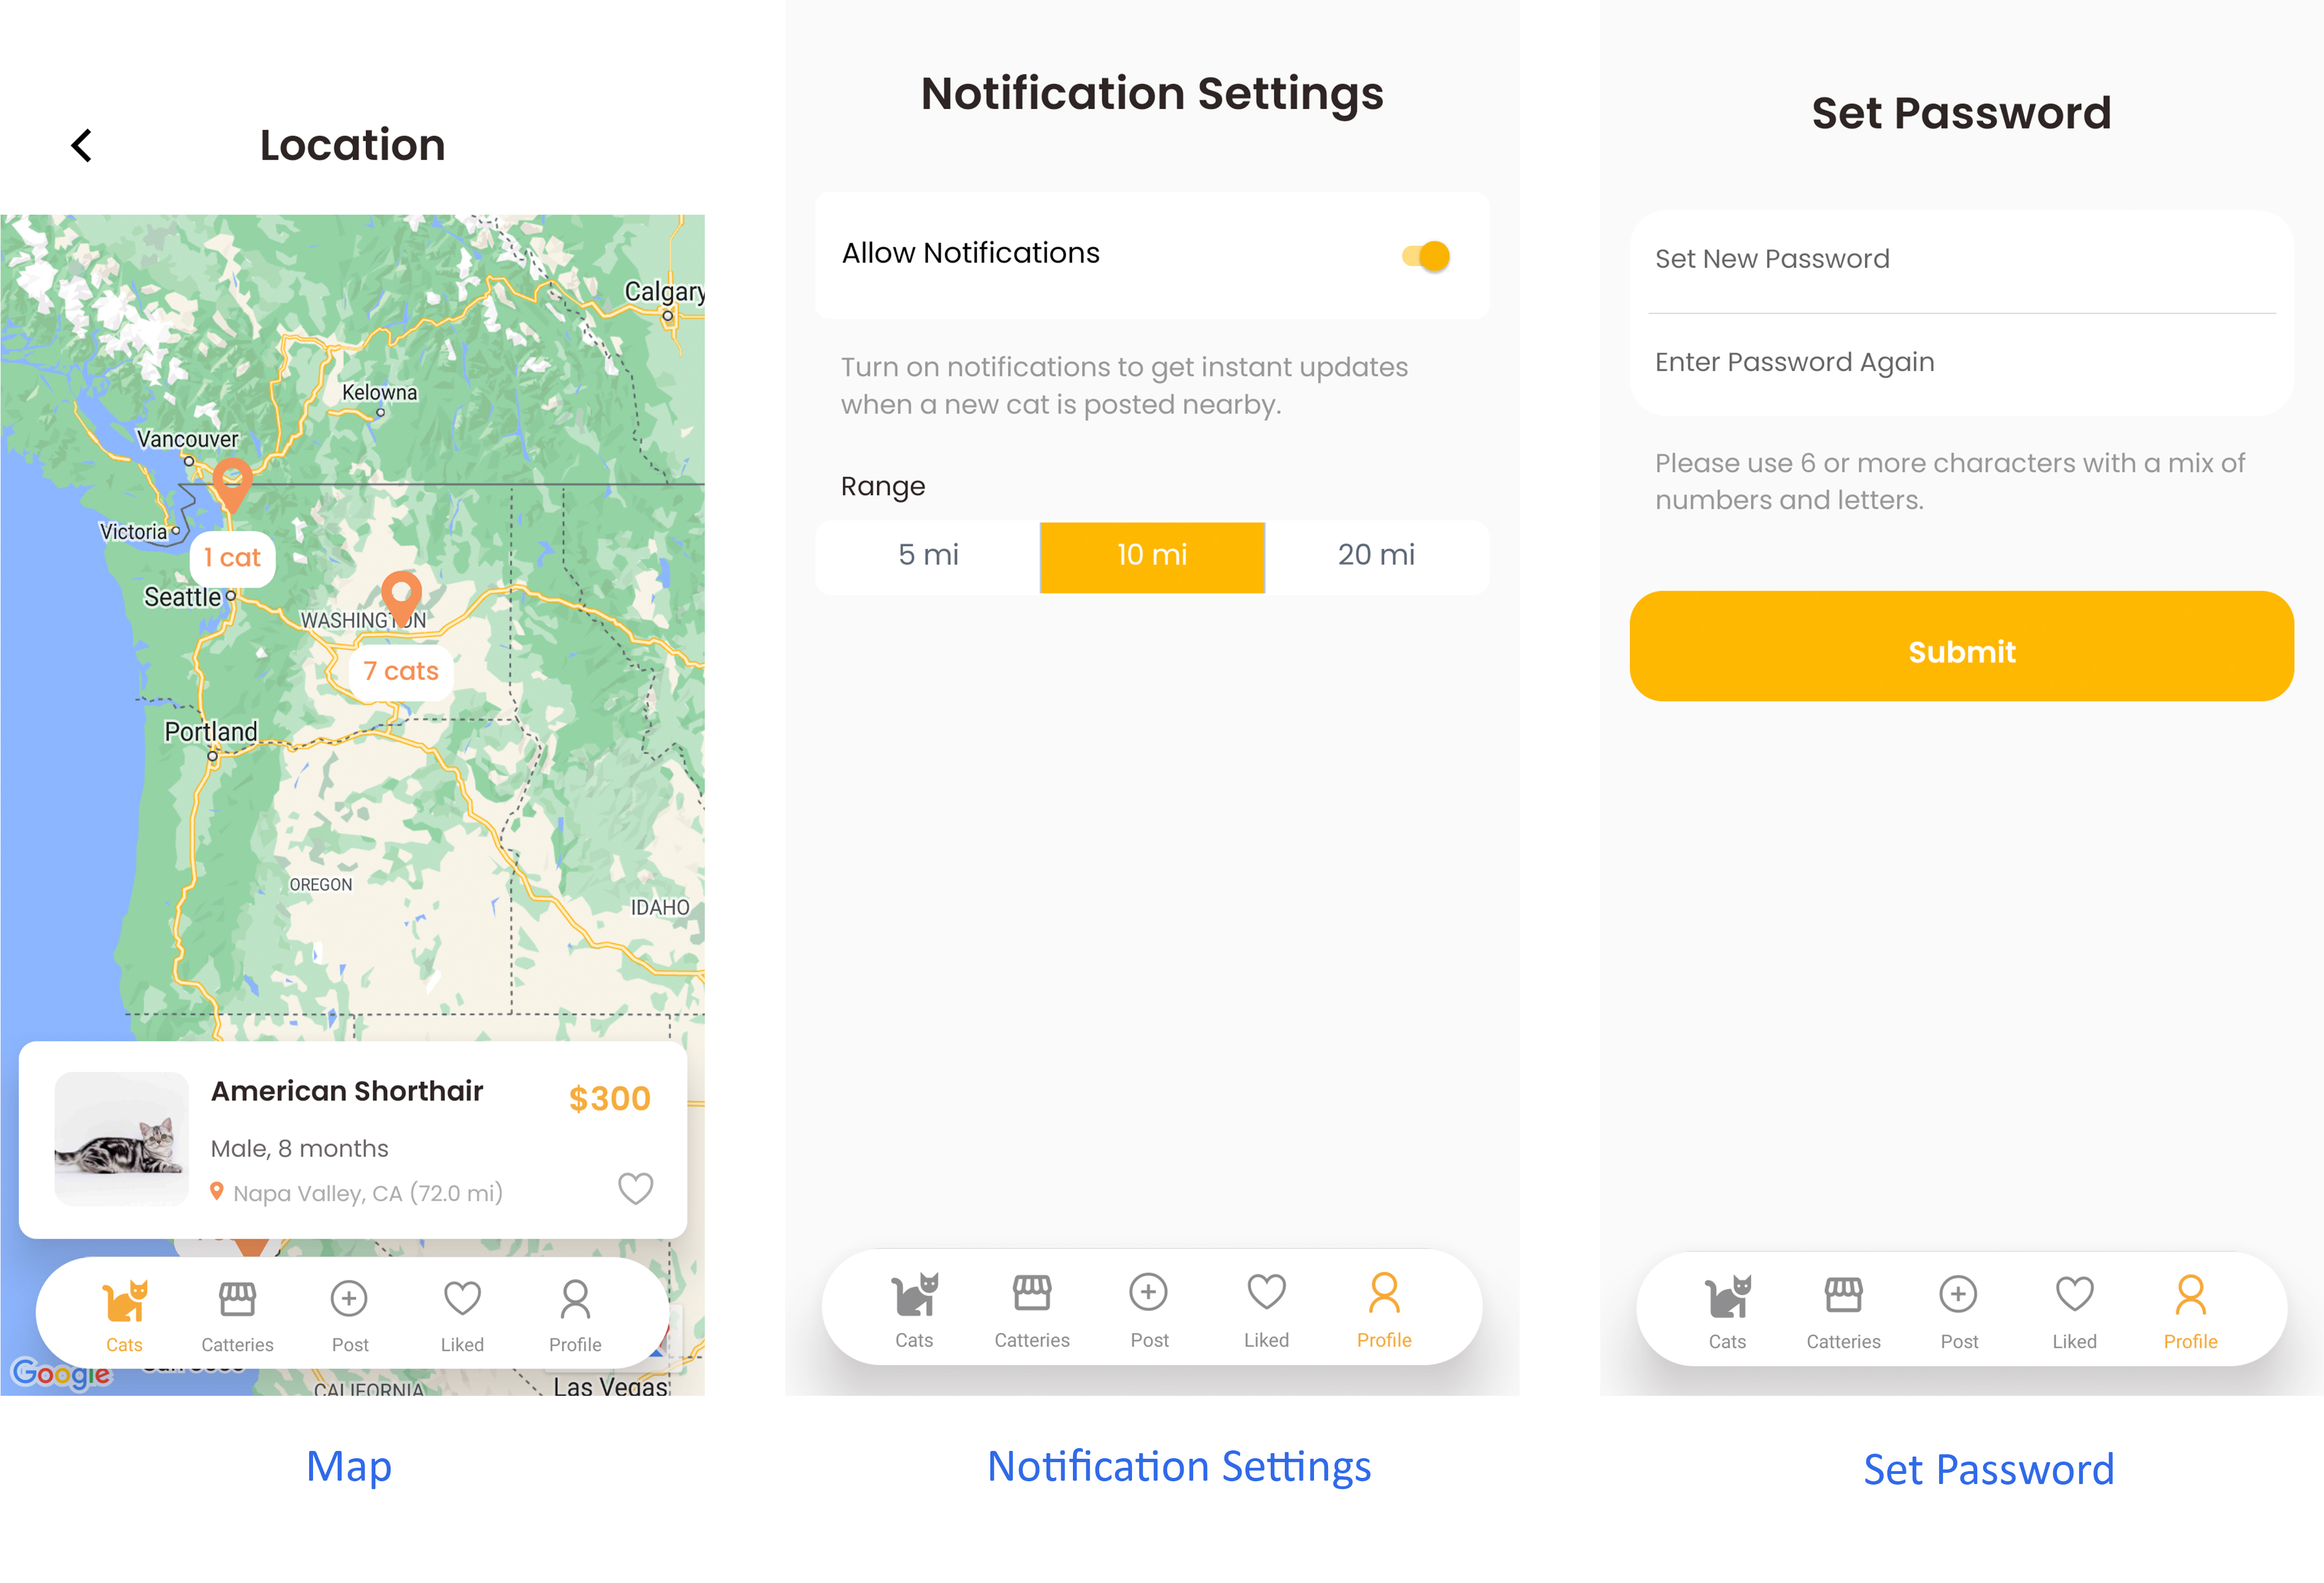 Location
Calgary
Kelowna
Vancouver
Victoria
1 cat
Seattle
WASHINGTON
7 cats
Portland
OREGON
IDAHO
American Shorthair
$300
Male, 8 months
Napa Valley, CA (72.0 mi)
Cats
Catteries
Post
Liked
Profile
Google
CALIFORNIA
Las Vegas
Map
Notification Settings
Allow Notifications
Turn on notifications to get instant updates
when a new cat is posted nearby.
Range
5 mi
10 mi
20 mi
Cats
Catteries
Post
Liked
Profile
Notification Settings
Set Password
Set New Password
Enter Password Again
Please use 6 or more characters with a mix of
numbers and letters.
Submit
Cats
Catteries
Post
Liked
Profile
Set Password